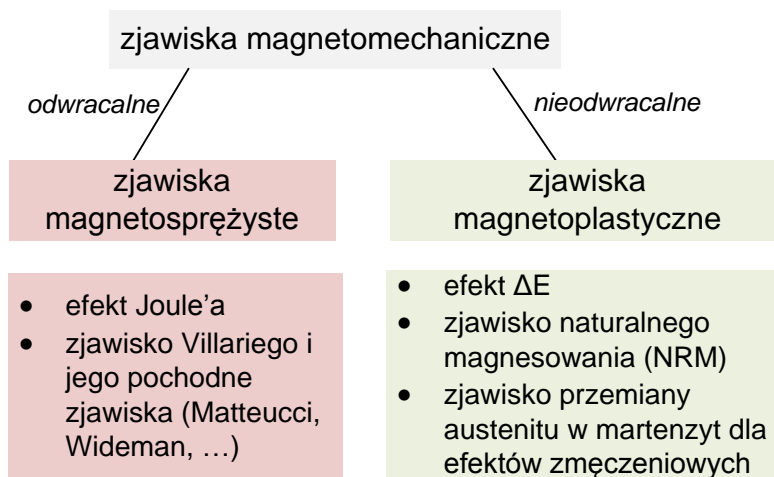 zjawiska magnetomechaniczne
odwracalne
nieodwracalne
zjawiska
magnetosprężyste
zjawiska
magnetoplastyczne
• efekt Joule’a
• zjawisko Villariego i
jego pochodne
zjawiska (Matteucci,
Wideman, …)
• efekt ΔE
• zjawisko naturalnego
magnesowania (NRM)
• zjawisko przemiany
austenitu w martenzyt dla
efektów zmęczeniowych